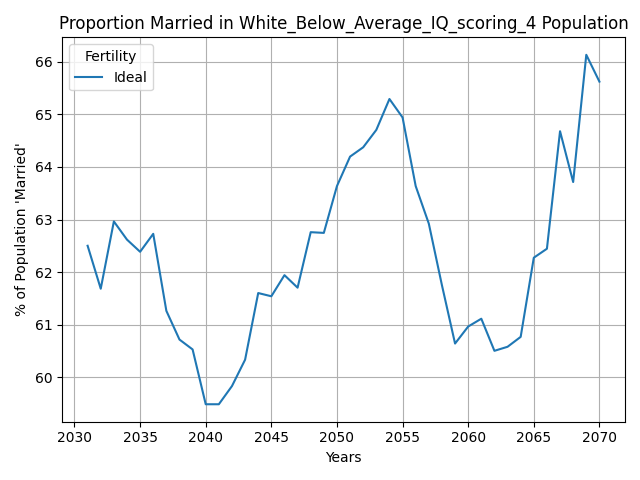 Proportion Married in White_Below_Average_IQ_scoring_4 Population
Fertility
Ideal
% of Population 'Married'
66
65
64
63
62
61
60
2030 2035 2040 2045 2050 2055 2060 2065 2070
Years